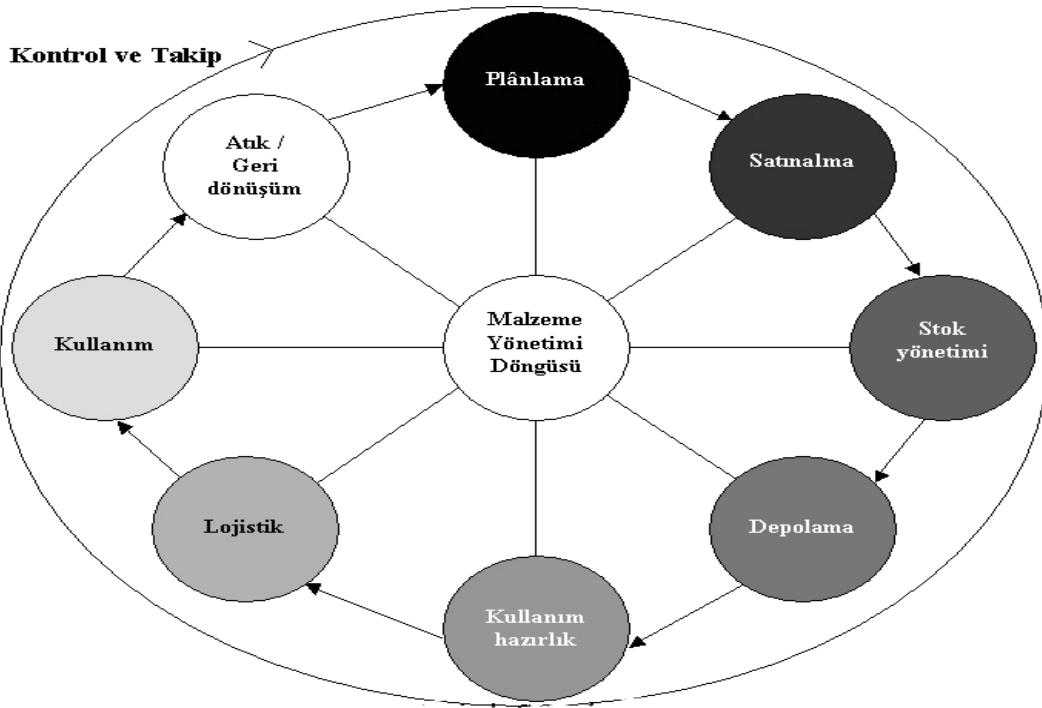 Kontrol ve Takip
Plânlama
Satınalma
Stok
yönetimi
Depolama
Kullanım
hazırlık
Lojistik
Kullanım
Atık /
Geri
dönüşüm
Malzeme
Yönetimi
Döngüsü